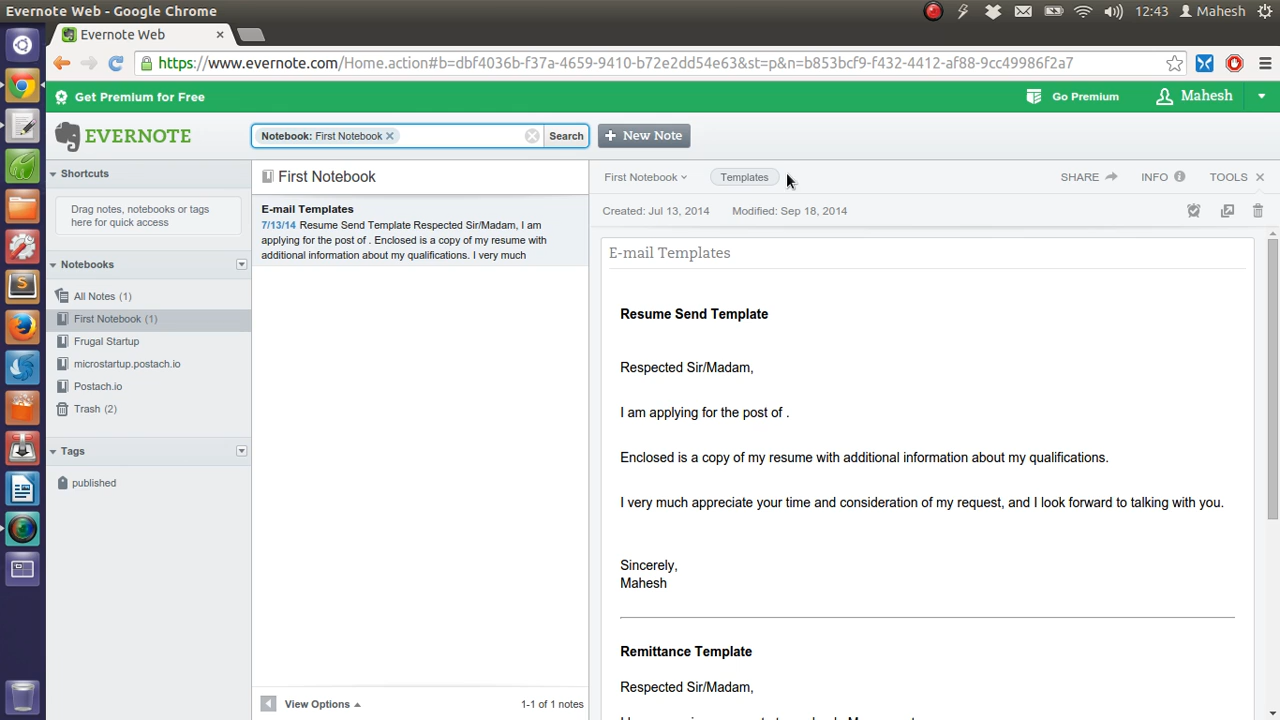 Evernote Web - Google Chrome
12:43
Mahesh
Evernote Web
https://www.evernote.com/Home.action#b=dbf4036b-f37a-4659-9410-b72e2dd54e63&st=p&n=b853bcf9-f432-4412-af88-9cc49986f2a7
Get Premium for Free
Go Premium
Mahesh
EVERNOTE
Notebook: First Notebook
Search
+ New Note
Shortcuts
Drag notes, notebooks or tags
here for quick access
Notebooks
All Notes (1)
First Notebook (1)
Frugal Startup
microstartup.postach.io
Postach.io
Trash (2)
Tags
published
First Notebook
E-mail Templates
7/13/14 Resume Send Template Respected Sir/Madam, I am
applying for the post of . Enclosed is a copy of my resume with
additional information about my qualifications. I very much
View Options
1-1 of 1 notes
First Notebook
Templates
SHARE
INFO
TOOLS
Created: Jul 13, 2014
Modified: Sep 18, 2014
E-mail Templates
Resume Send Template
Respected Sir/Madam,
I am applying for the post of .
Enclosed is a copy of my resume with additional information about my qualifications.
I very much appreciate your time and consideration of my request, and I look forward to talking with you.
Sincerely,
Mahesh
Remittance Template
Respected Sir/Madam,